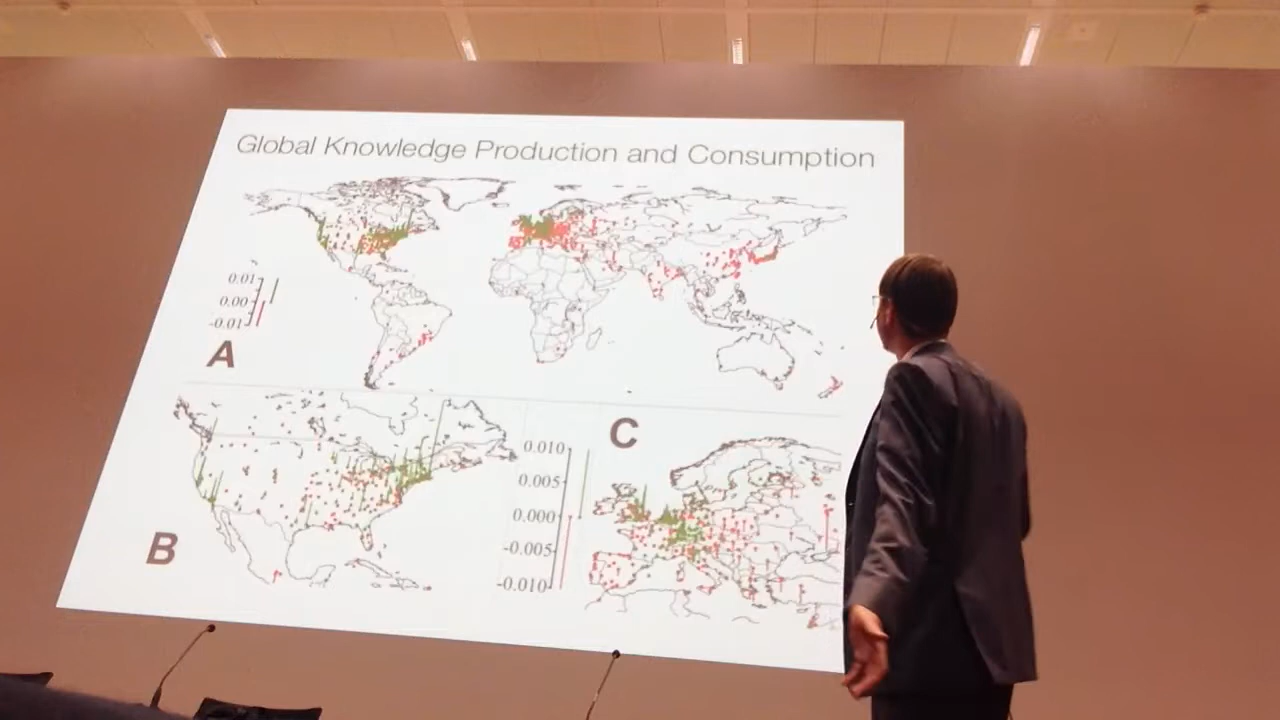 Global Knowledge Production and Consumption
0.01
0.00
-0.01
A
B
0.010
0.005
0.000
-0.005
-0.010
C